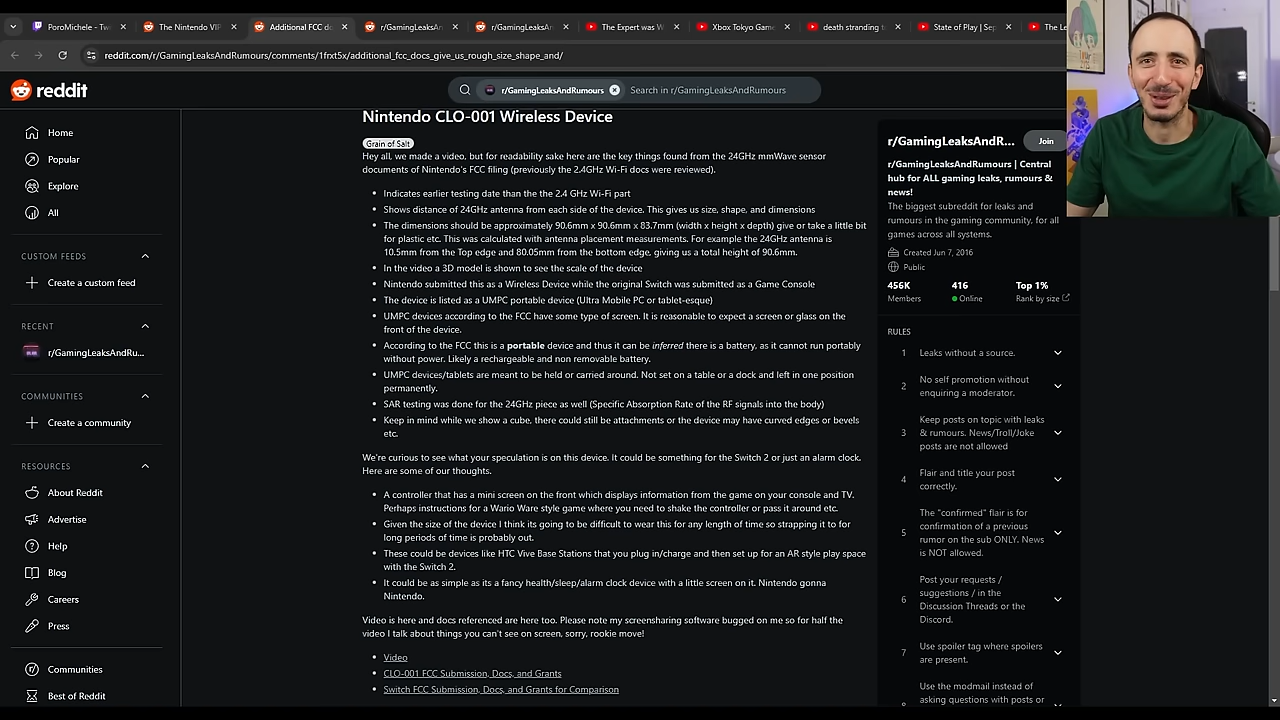 PoroMichele - Tw
The Nintendo VIP
Additional FCC d
r/GamingLeaksAn
r/GamingLeaksAn
The Expert was W
Xbox Tokyo Game
death stranding t
State of Play | Sep
The Le
reddit.com/r/GamingLeaksAndRumours/comments/1frxt5x/additional_fcc_docs_give_us_rough_size_shape_and/
reddit
r/GamingLeaksAndRumours
Search in r/GamingLeaksAndRumours
Home
Popular
Explore
All
CUSTOM FEEDS
Create a custom feed
RECENT
r/GamingLeaksAndRu...
COMMUNITIES
Create a community
RESOURCES
About Reddit
Advertise
Help
Blog
Careers
Press
Communities
Best of Reddit
Nintendo CLO-001 Wireless Device
Grain of Salt
Hey all, we made a video, but for readability sake here are the key things found from the 24GHz mmWave sensor
documents of Nintendo's FCC filing (previously the 2.4GHz Wi-Fi docs were reviewed).
• Indicates earlier testing date than the the 2.4 GHz Wi-Fi part
• Shows distance of 24GHz antenna from each side of the device. This gives us size, shape, and dimensions
• The dimensions should be approximately 90.6mm x 90.6mm x 83.7mm (width x height x depth) give or take a little bit
for plastic etc. This was calculated with antenna placement measurements. For example the 24GHz antenna is
10.5mm from the Top edge and 80.05mm from the bottom edge, giving us a total height of 90.6mm.
• In the video a 3D model is shown to see the scale of the device
• Nintendo submitted this as a Wireless Device while the original Switch was submitted as a Game Console
• The device is listed as a UMPC portable device (Ultra Mobile PC or tablet-esque)
• UMPC devices according to the FCC have some type of screen. It is reasonable to expect a screen or glass on the
front of the device.
• According to the FCC this is a portable device and thus it can be inferred there is a battery, as it cannot run portably
without power. Likely a rechargeable and non removable battery.
• UMPC devices/tablets are meant to be held or carried around. Not set on a table or a dock and left in one position
permanently.
• SAR testing was done for the 24GHz piece as well (Specific Absorption Rate of the RF signals into the body)
• Keep in mind while we show a cube, there could still be attachments or the device may have curved edges or bevels
etc.
We're curious to see what your speculation is on this device. It could be something for the Switch 2 or just an alarm clock.
Here are some of our thoughts.
• A controller that has a mini screen on the front which displays information from the game on your console and TV.
Perhaps instructions for a Wario Ware style game where you need to shake the controller or pass it around etc.
• Given the size of the device I think its going to be difficult to wear this for any length of time so strapping it to for
long periods of time is probably out.
• These could be devices like HTC Vive Base Stations that you plug in/charge and then set up for an AR style play space
with the Switch 2.
• It could be as simple as its a fancy health/sleep/alarm clock device with a little screen on it. Nintendo gonna
Nintendo.
Video is here and docs referenced are here too. Please note my screensharing software bugged on me so for half the
video I talk about things you can't see on screen, sorry, rookie move!
• Video
• CLO-001 FCC Submission, Docs, and Grants
• Switch FCC Submission, Docs, and Grants for Comparison
r/GamingLeaksAndR...
Join
r/GamingLeaksAndRumours | Central
hub for ALL gaming leaks, rumours &
news!
The biggest subreddit for leaks and
rumours in the gaming community, for all
games across all systems.
Created Jun 7, 2016
Public
456K 416 Top 1%
Members Online Rank by size
RULES
1 Leaks without a source.
2 No self promotion without
enquiring a moderator.
3 Keep posts on topic with leaks
& rumours. News/Troll/Joke
posts are not allowed
4 Flair and title your post
correctly.
5 The "confirmed" flair is for
confirmation of a previous
rumor on the sub ONLY. News
is NOT allowed.
6 Post your requests /
suggestions / in the
Discussion Threads or the
Discord.
7 Use spoiler tag where spoilers
are present.
Use the modmail instead of
asking questions with posts or